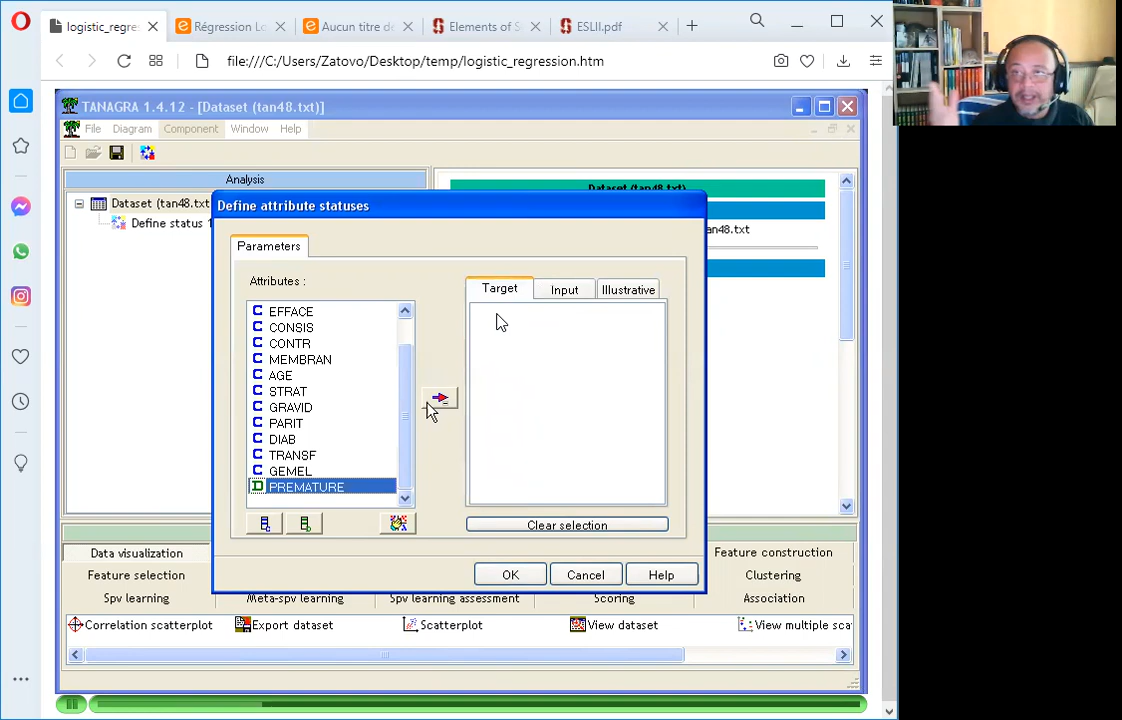 logistic_regre
Régression Lo
Aucun titre de
Elements of S
ESLII.pdf
file:///C:/Users/Zatovo/Desktop/temp/logistic_regression.htm
TANAGRA 1.4.12 - [Dataset (tan48.txt)]
File Diagram Component Window Help
Analysis
Dataset (tan48.txt)
Dataset (tan48.txt
Define status 1
an48.txt
Define attribute statuses
Parameters
Attributes :
Target Input Illustrative
EFFACE
CONSIS
CONTR
MEMBRAN
AGE
STRAT
GRAVID
PARIT
DIAB
TRANSF
GEMEL
PREMATURE
Clear selection
OK Cancel Help
Data visualization
Feature construction
Feature selection
Clustering
Spv learning Meta-spv learning Spv learning assessment Scoring Association
Correlation scatterplot Export dataset Scatterplot View dataset View multiple sca